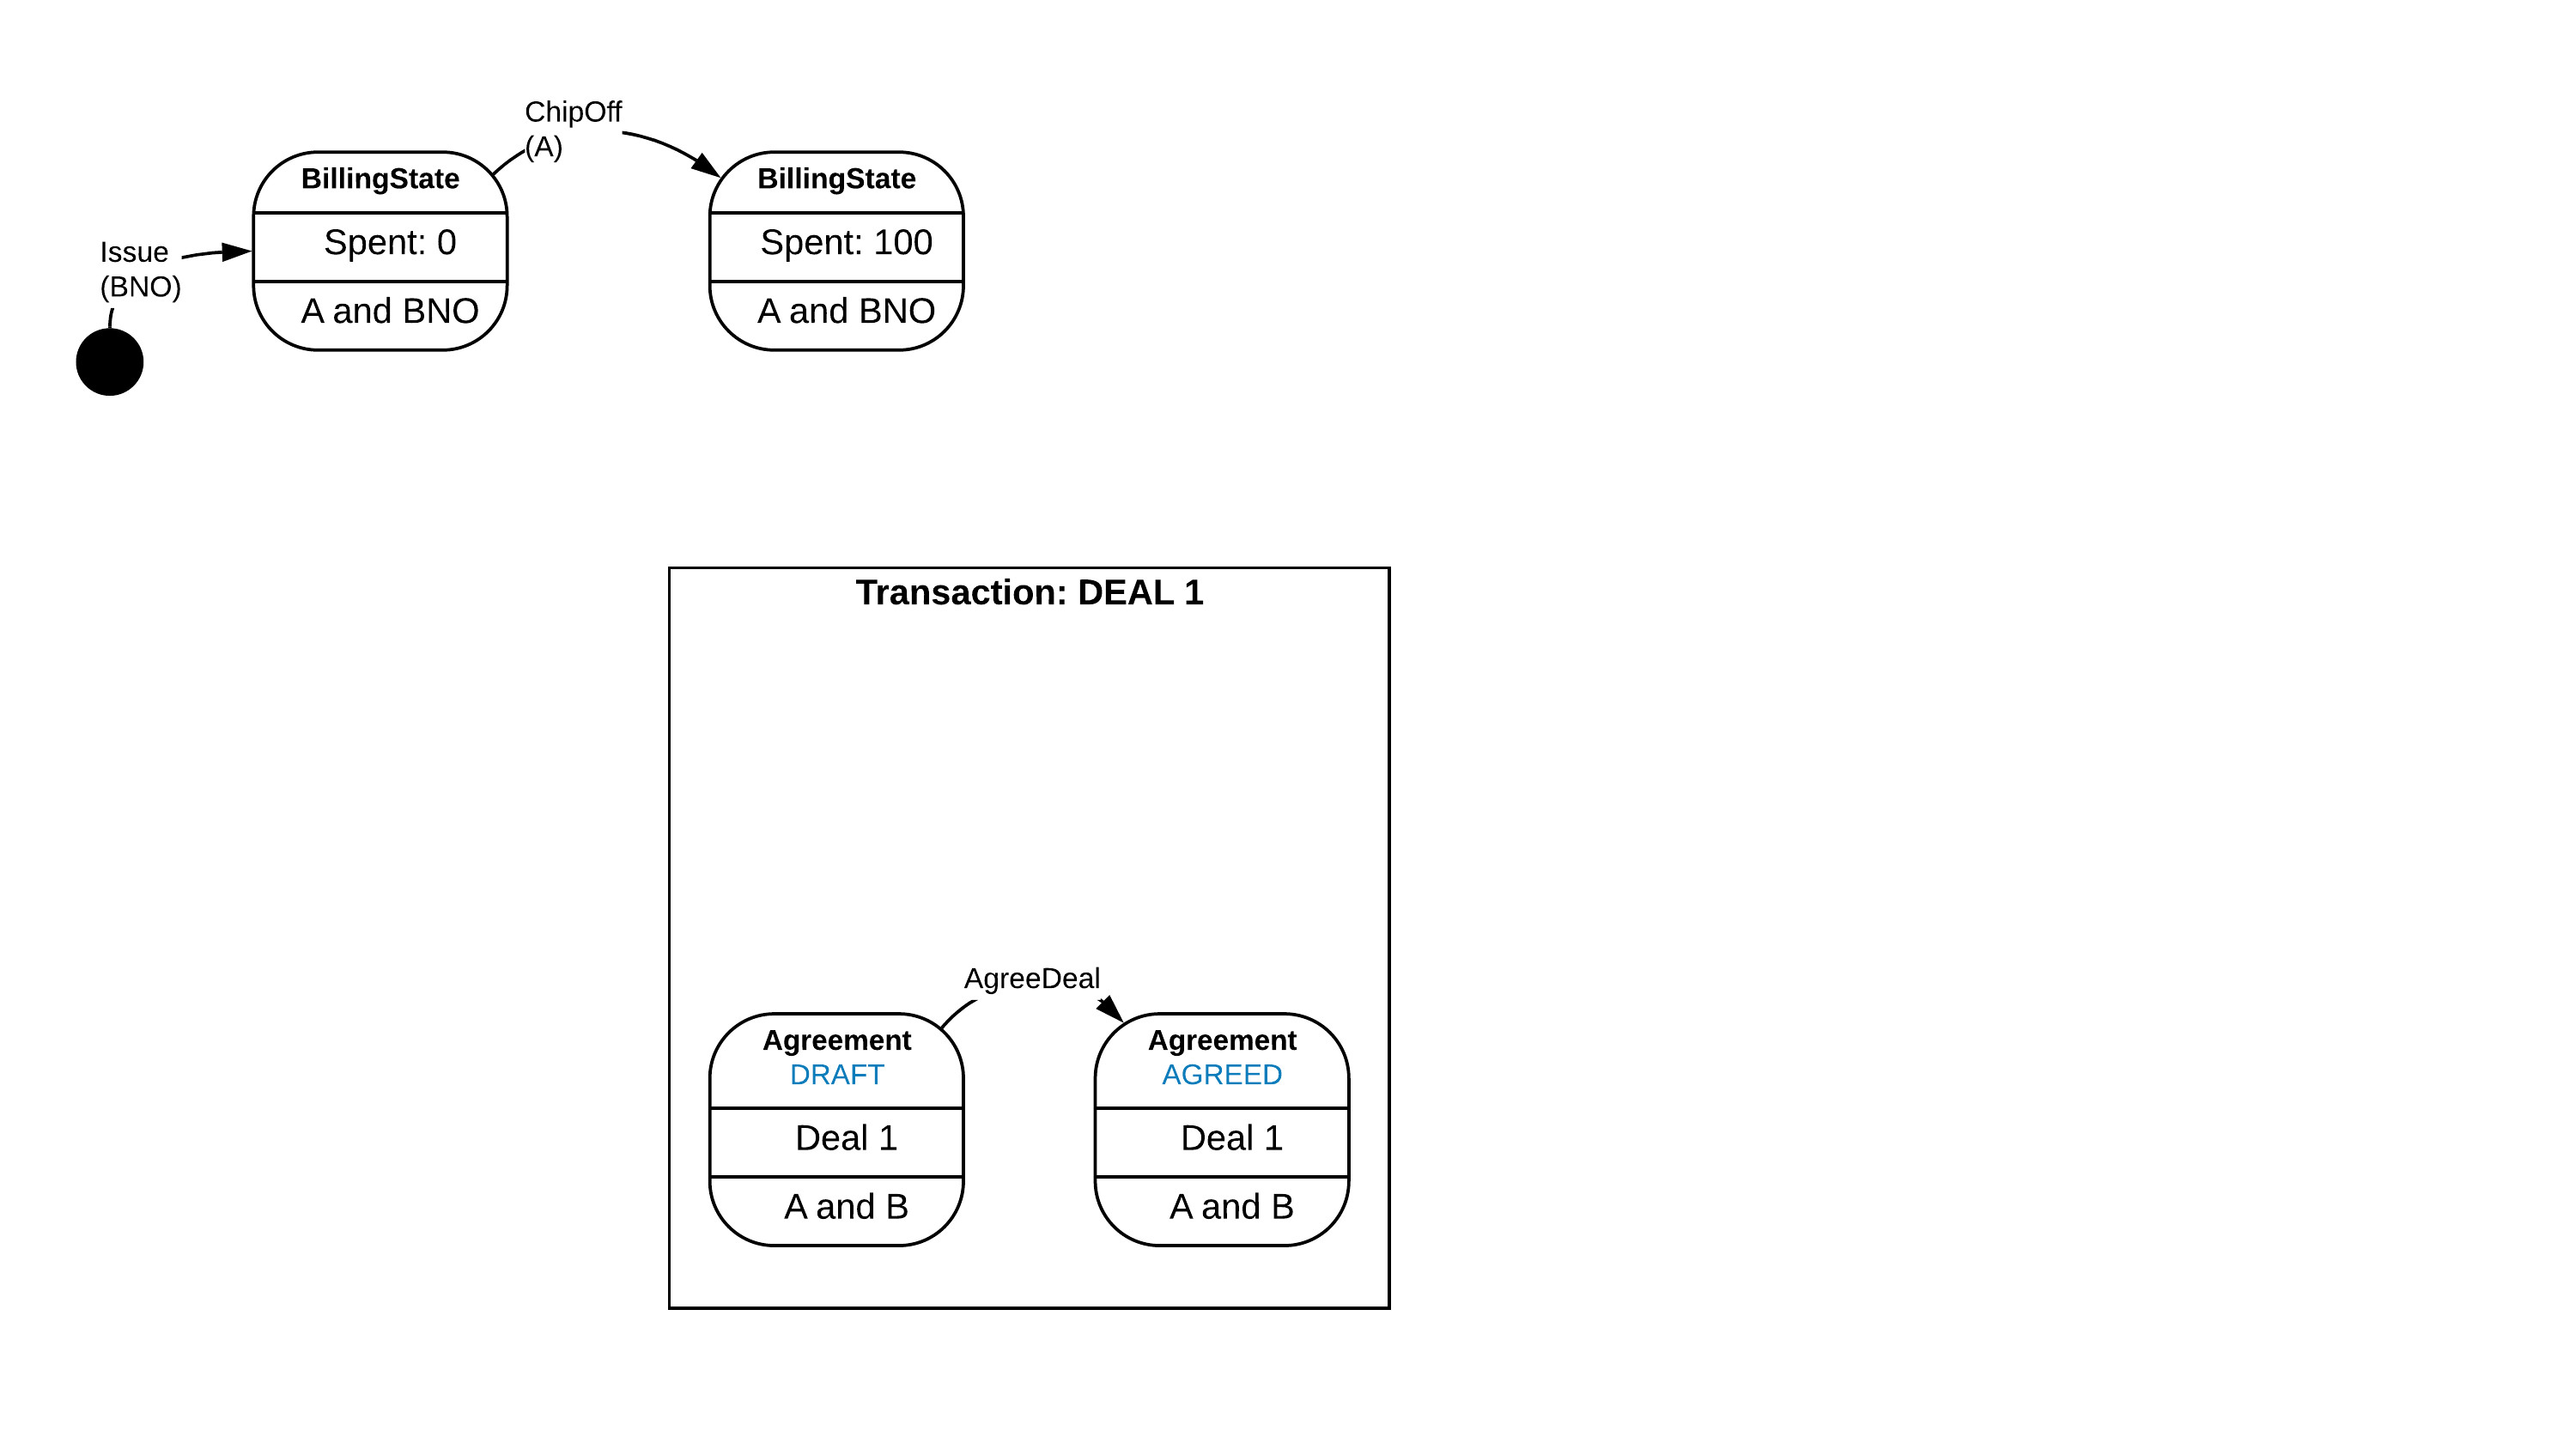 ChipOff
(A)
BillingState
Spent: 0
A and BNO
BillingState
Spent: 100
A and BNO
Issue
(BNO)
Transaction: DEAL 1
AgreeDeal
Agreement
DRAFT
Deal 1
A and B
Agreement
AGREED
Deal 1
A and B